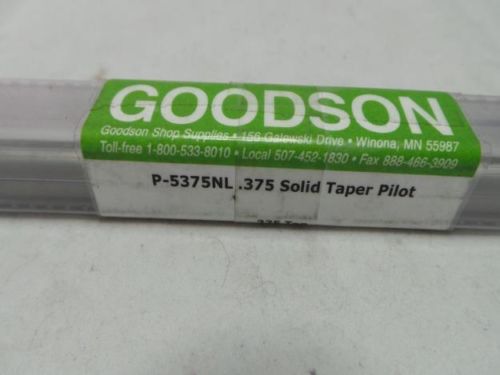 GOODSON
Goodson Shop Supplies • 156 Galewski Drive • Winona, MN 55987
Toll-free 1-800-533-8010 • Local 507-452-1830 • Fax 888-466-3909
P-5375NL .375 Solid Taper Pilot